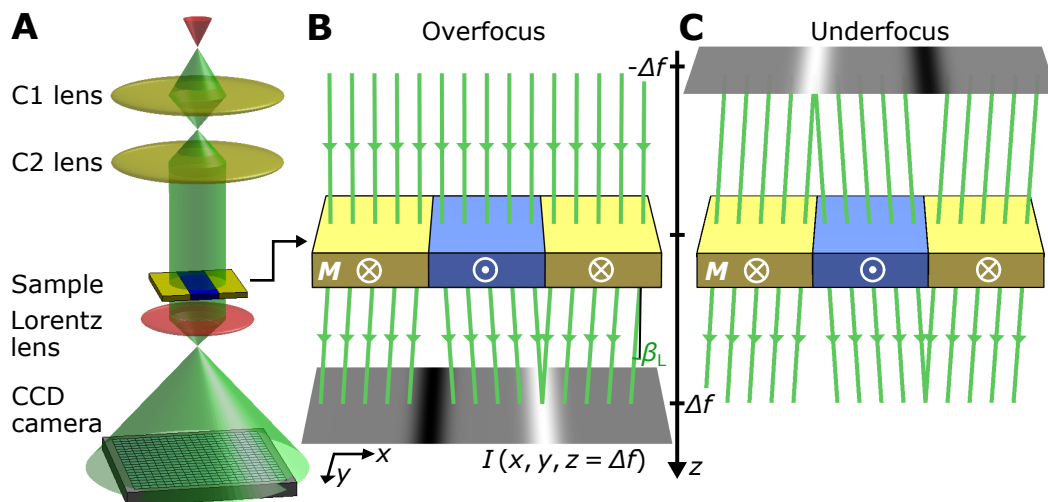 A
C1 lens
C2 lens
Sample
Lorentz
lens
CCD
camera
B
Overfocus
M
β_L
x
y
I (x, y, z = Δf)
-Δf
Δf
z
C
Underfocus
M